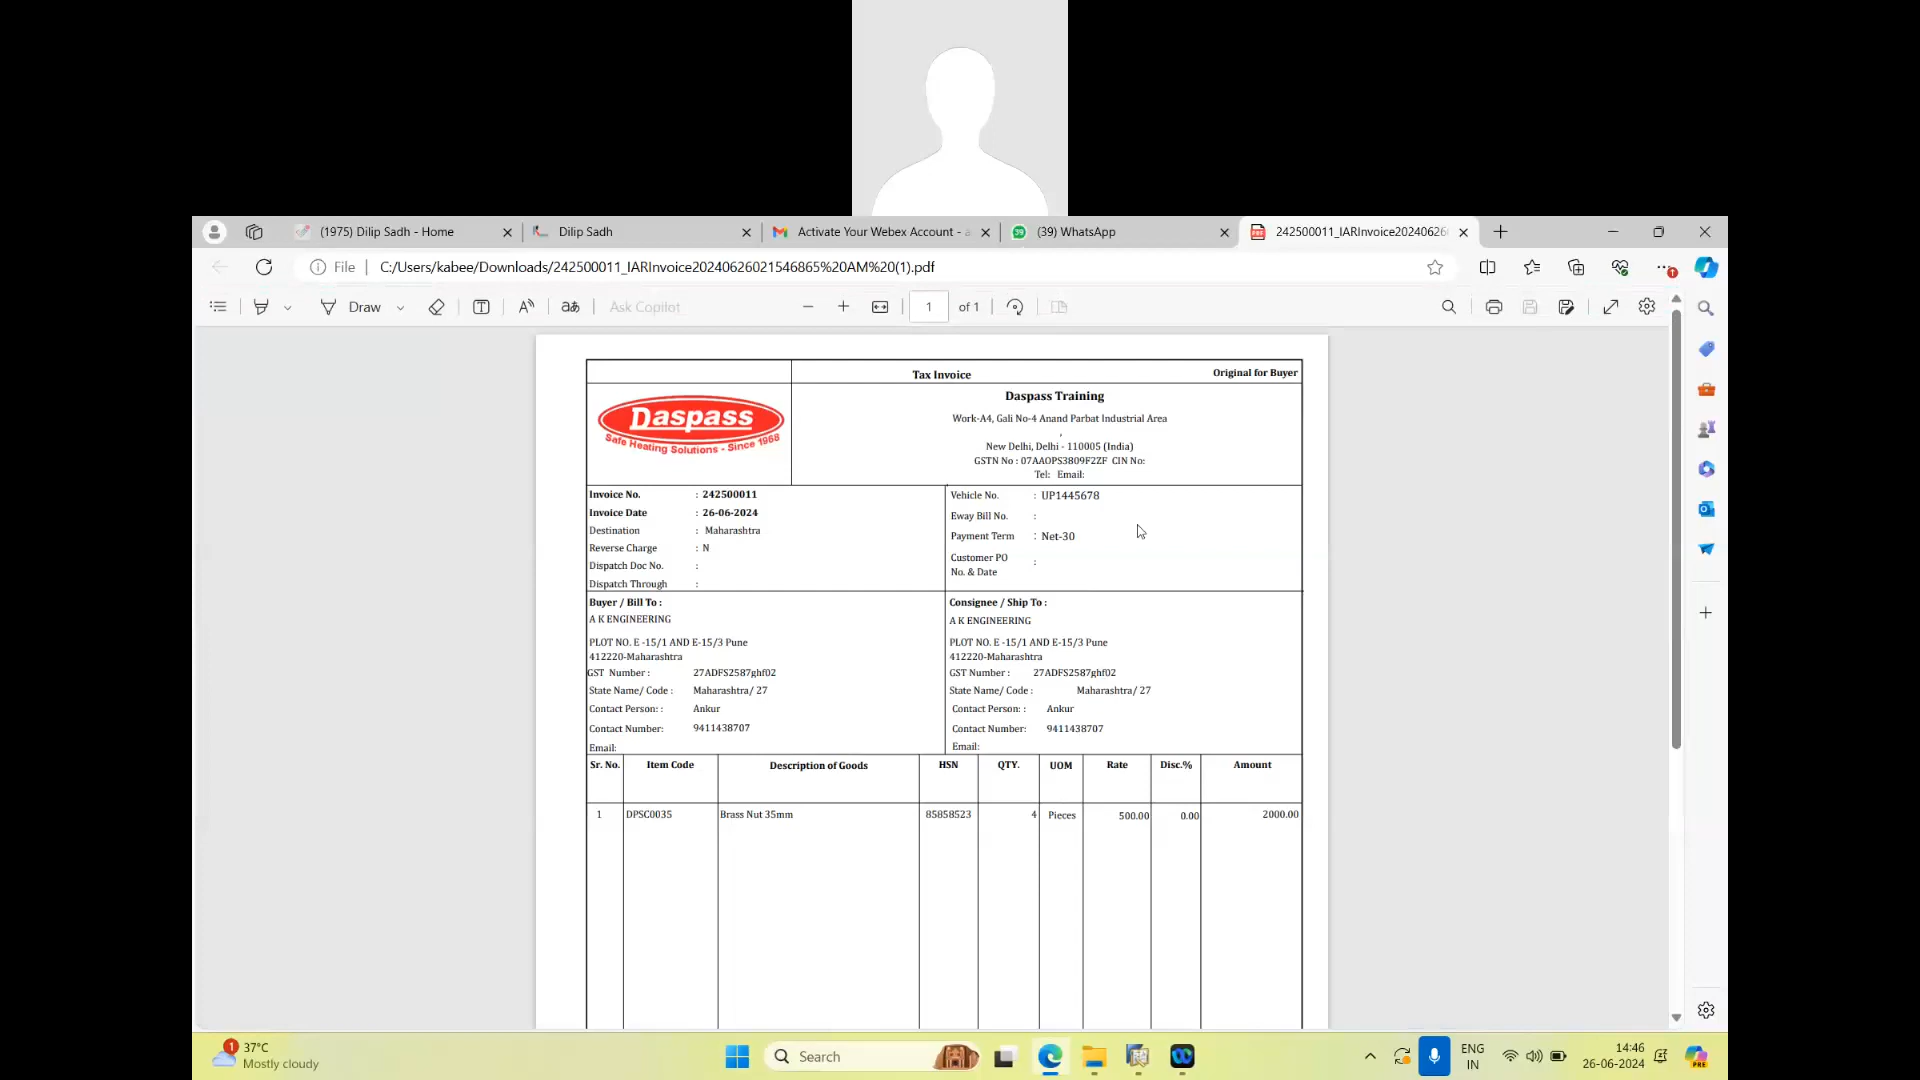 (1975) Dilip Sadh - Home
Dilip Sadh
Activate Your Webex Account - a
39
(39) WhatsApp
242500011_IARInvoice20240626
File
C:/Users/kabee/Downloads/242500011_IARInvoice20240626021546865%20AM%20(1).pdf
Draw
Ask Copilot
1 of 1
Tax Invoice
Original for Buyer
Daspass
Safe Heating Solutions - Since 1968
Daspass Training
Work-A4, Gali No-4 Anand Parbat Industrial Area
,
New Delhi, Delhi - 110005 (India)
GSTN No : 07AAOPS3809F2ZF CIN No:
Tel: Email:
Invoice No. : 242500011
Invoice Date : 26-06-2024
Destination : Maharashtra
Reverse Charge : N
Dispatch Doc No. :
Dispatch Through :
Vehicle No. : UP1445678
Eway Bill No. :
Payment Term : Net-30
Customer PO :
No. & Date
Buyer / Bill To :
A K ENGINEERING
PLOT NO. E -15/1 AND E-15/3 Pune
412220-Maharashtra
GST Number : 27ADFS2587ghf02
State Name/ Code : Maharashtra/ 27
Contact Person: : Ankur
Contact Number: 9411438707
Email:
Consignee / Ship To :
A K ENGINEERING
PLOT NO. E -15/1 AND E-15/3 Pune
412220-Maharashtra
GST Number : 27ADFS2587ghf02
State Name/ Code : Maharashtra/ 27
Contact Person: : Ankur
Contact Number: 9411438707
Email:
Sr. No. Item Code Description of Goods HSN QTY. UOM Rate Disc.% Amount
1 DPSC0035 Brass Nut 35mm 85858523 4 Pieces 500.00 0.00 2000.00
1
37°C
Mostly cloudy
Search
ENG
IN
14:46
26-06-2024
PRE